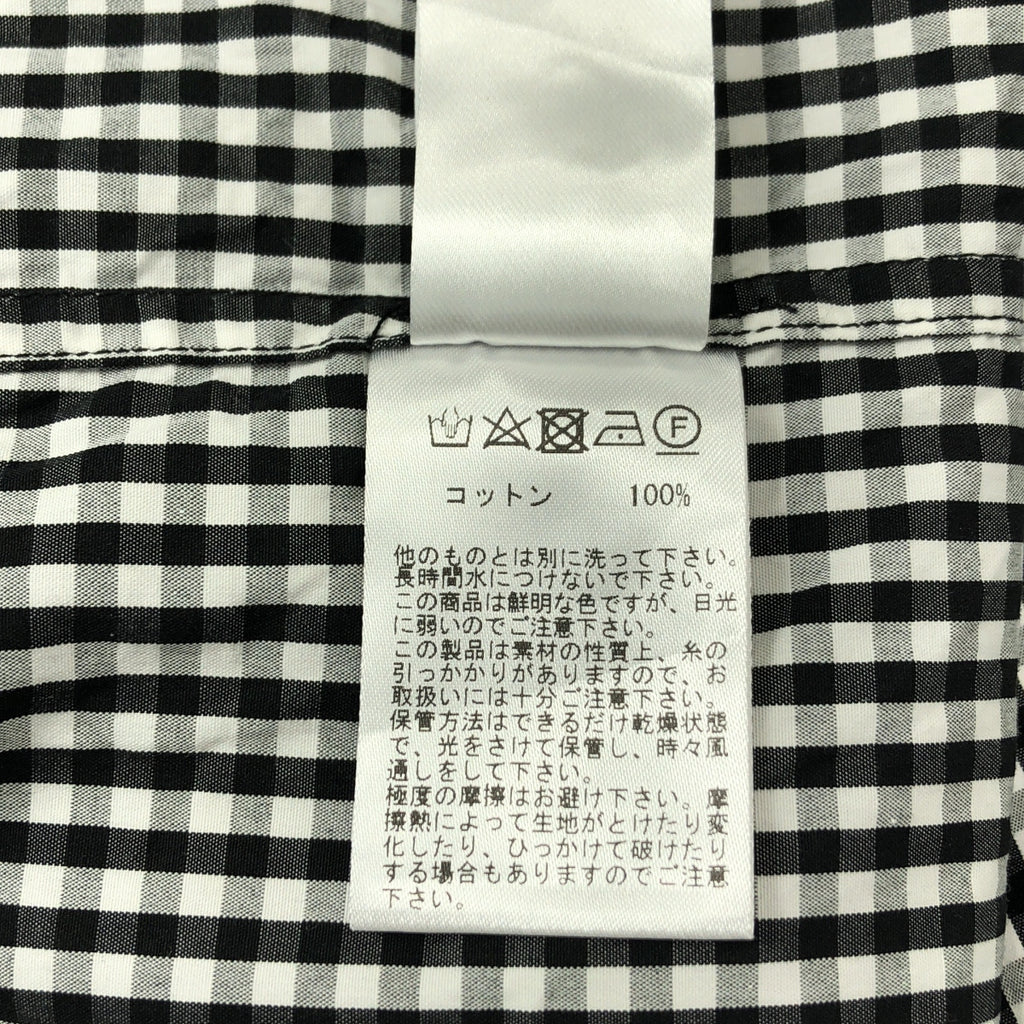 F
コットン 100%
他のものとは別に洗って下さい。
長時間水につけないで下さい。
この商品は鮮明な色ですが、日光
に弱いのでご注意下さい。
この製品は素材の性質上、糸の
引っかかりがありますので、お
取扱いには十分ご注意下さい。
保管方法はできるだけ乾燥状態
で、光をさけて保管し、時々風
通しをして下さい。
極度の摩擦はお避け下さい。摩
擦熱によって生地がとけたり変
化したり、ひっかけて破けたり
する場合もありますのでご注意
下さい。